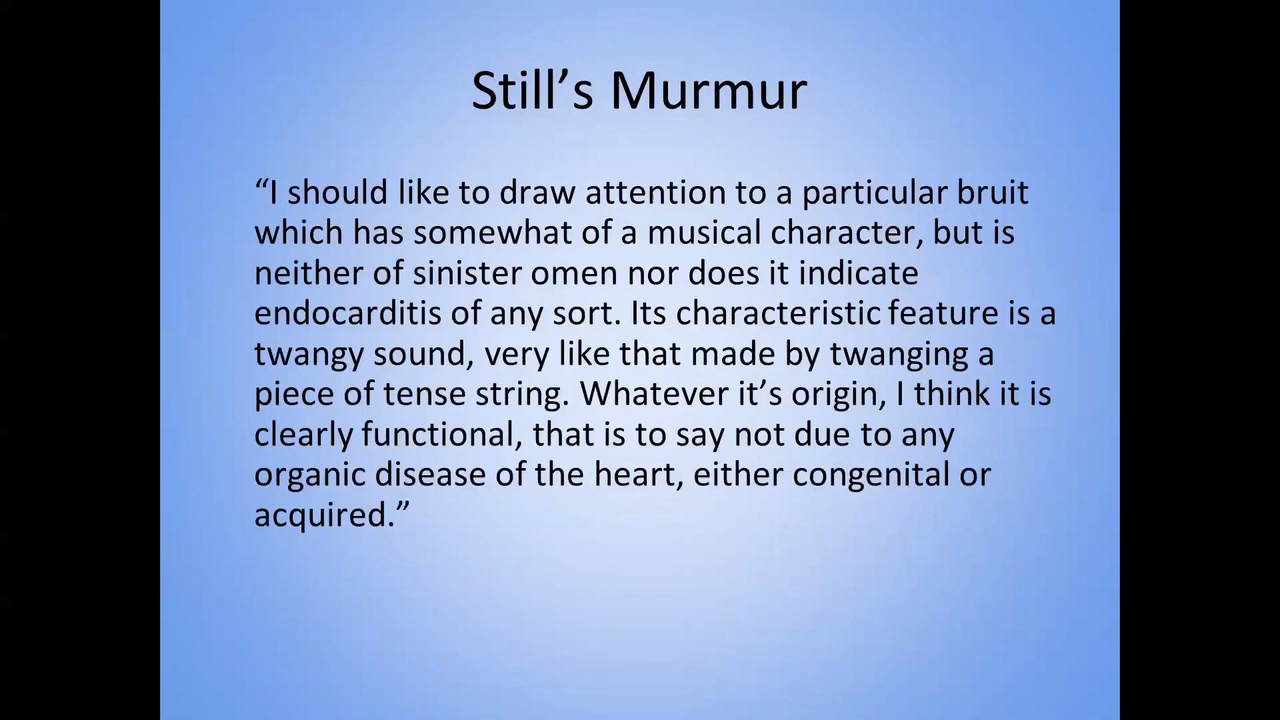 Still’s Murmur
“I should like to draw attention to a particular bruit
which has somewhat of a musical character, but is
neither of sinister omen nor does it indicate
endocarditis of any sort. Its characteristic feature is a
twangy sound, very like that made by twanging a
piece of tense string. Whatever it’s origin, I think it is
clearly functional, that is to say not due to any
organic disease of the heart, either congenital or
acquired.”